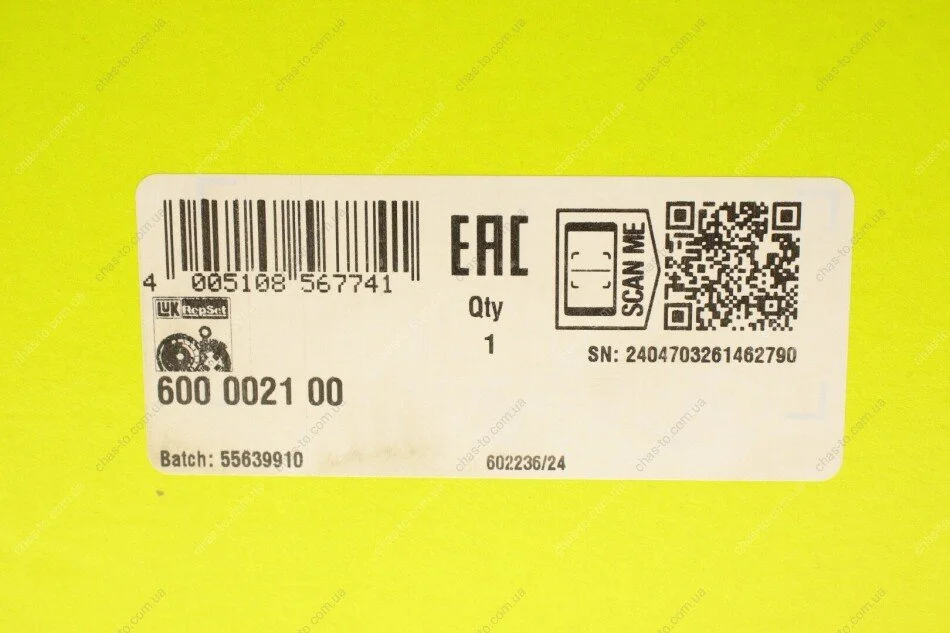 4 005108 567741
EAC
SCAN ME
Qty
1
SN: 2404703261462790
LUK RepSet
600 0021 00
Batch: 55639910
602236/24
chas-to.com.ua